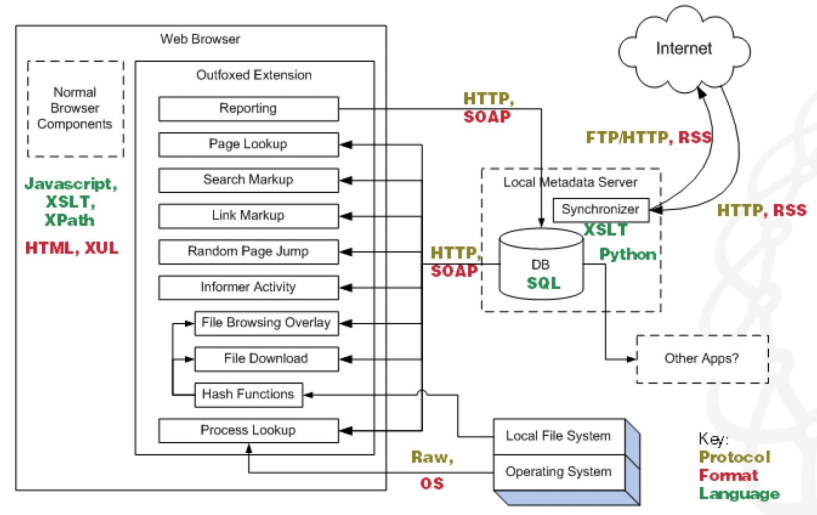 Web Browser
Normal
Browser
Components
Javascript,
XSLT,
XPath
HTML, XUL
Outfoxed Extension
Reporting
Page Lookup
Search Markup
Link Markup
Random Page Jump
Informer Activity
File Browsing Overlay
File Download
Hash Functions
Process Lookup
HTTP,
SOAP
HTTP,
SOAP
Raw,
OS
Internet
FTP/HTTP, RSS
HTTP, RSS
Local Metadata Server
Synchronizer
XSLT
Python
DB
SQL
Other Apps?
Local File System
Operating System
Key:
Protocol
Format
Language